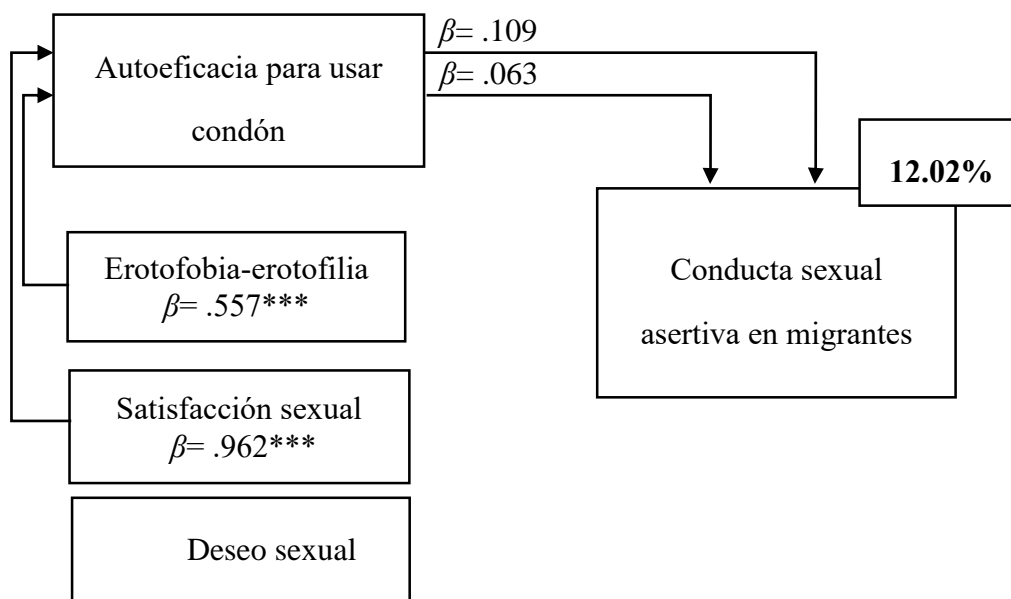 Autoeficacia para usar
condón
β= .109
β= .063
12.02%
Erotofobia-erotofilia
β= .557***
Conducta sexual
asertiva en migrantes
Satisfacción sexual
β= .962***
Deseo sexual